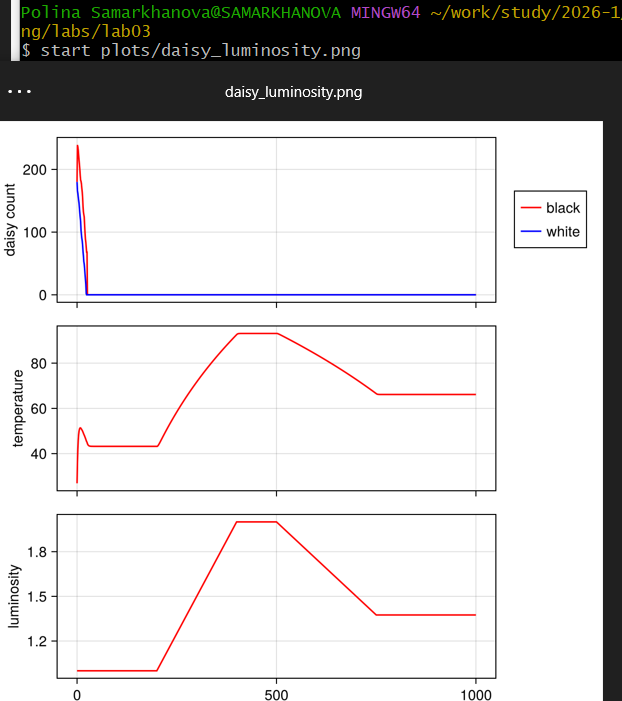 Polina Samarkhanova@SAMARKHANOVA MINGW64 ~/work/study/2026-1
ng/labs/lab03
$ start plots/daisy_luminosity.png
... daisy_luminosity.png
daisy count
200
100
0
black
white
temperature
80
60
40
luminosity
1.8
1.5
1.2
0 500 1000